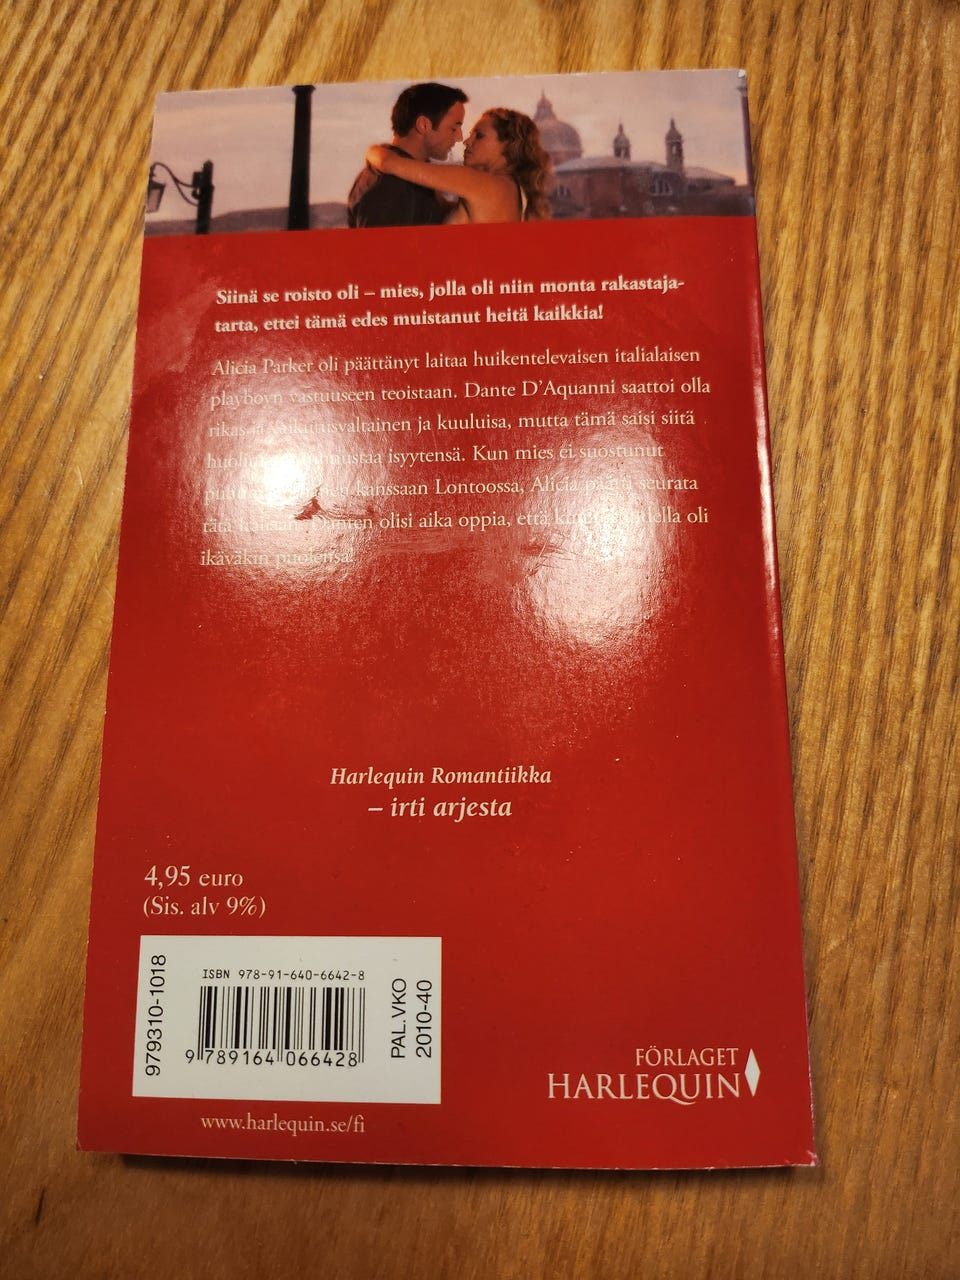 Siinä se roisto oli – mies, jolla oli niin monta rakastaja-
tarta, ettei tämä edes muistanut heitä kaikkia!
Alicia Parker oli päättänyt laitaa huikentelevaisen italialaisen
playboyn vastuuseen teoistaan. Dante D'Aquanni saattoi olla
rikas ja vaikutusvaltainen ja kuuluisa, mutta tämä saisi siitä
isyytensä. Kun mies ei suostunut
kanssaan Lontoossa, Alicia päätti seurata
tätä Danten olisi aika oppia, että oli
ikäväkin puolensa!
Harlequin Romantiikka
– irti arjesta
4,95 euro
(Sis. alv 9%)
979310-1018
ISBN 978-91-640-6642-8
9 789164 066428
PAL.VKO
2010-40
www.harlequin.se/fi
FÖRLAGET
HARLEQUIN